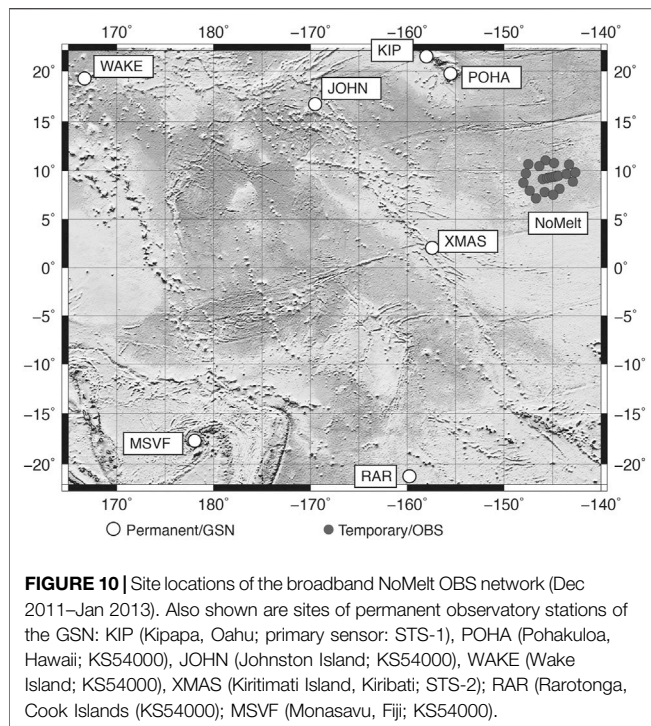 170° 180° −170° −160° −150° −140°
KIP
20° WAKE POHA 20°
JOHN
15° 15°
10° 10°
5° NoMelt 5°
XMAS
0° 0°
−5° −5°
−10° −10°
−15° −15°
MSVF
−20° RAR −20°
170° 180° −170° −160° −150° −140°
Permanent/GSN Temporary/OBS
FIGURE 10 | Site locations of the broadband NoMelt OBS network (Dec
2011–Jan 2013). Also shown are sites of permanent observatory stations of
the GSN: KIP (Kipapa, Oahu; primary sensor: STS-1), POHA (Pohakuloa,
Hawaii; KS54000), JOHN (Johnston Island; KS54000), WAKE (Wake
Island; KS54000), XMAS (Kiritimati Island, Kiribati; STS-2); RAR (Rarotonga,
Cook Islands (KS54000); MSVF (Monasavu, Fiji; KS54000).